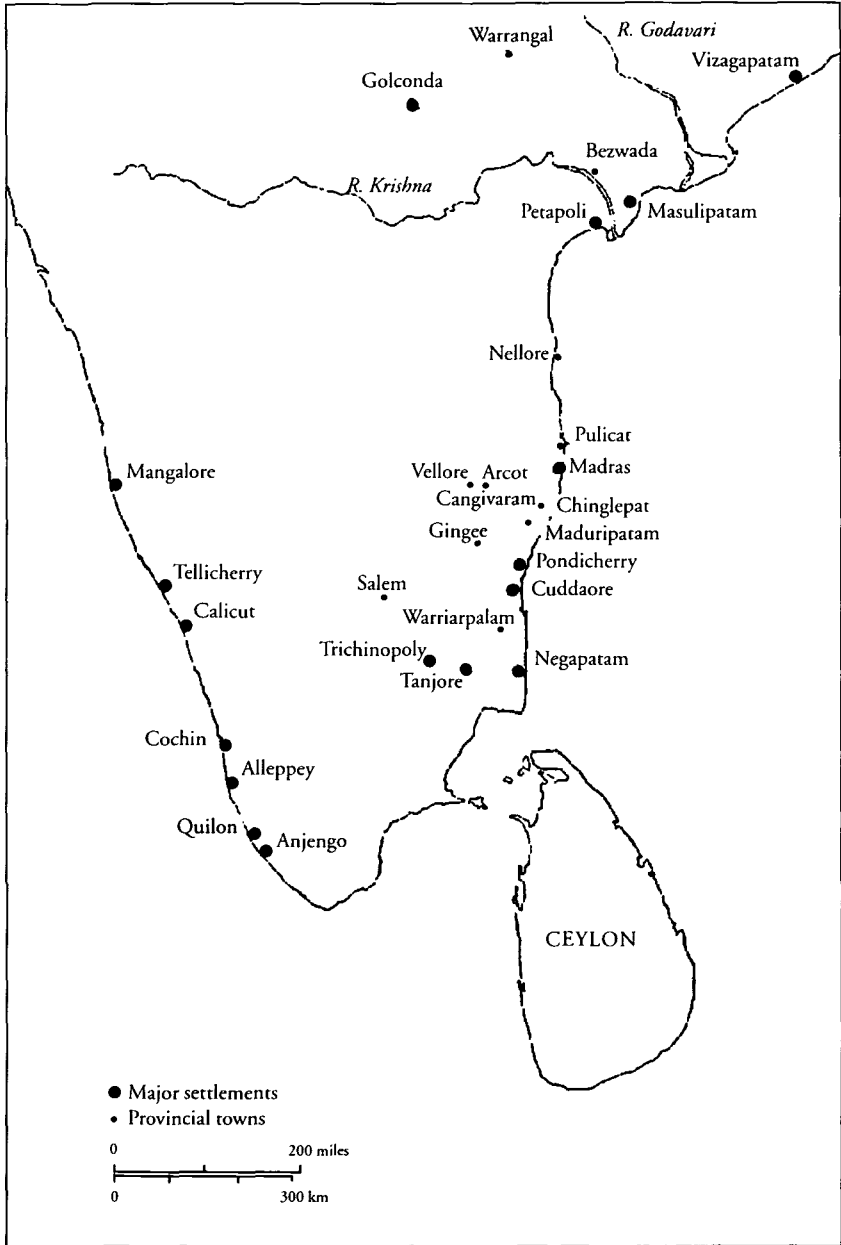 Warrangal
R. Godavari
Vizagapatam
Golconda
Bezwada
R. Krishna
Petapoli
Masulipatam
Nellore
Pulicat
Madras
Mangalore
Vellore
Arcot
Cangivaram
Chinglepat
Gingee
Maduripatam
Pondicherry
Tellicherry
Salem
Cuddaore
Calicut
Warriarpalam
Trichinopoly
Tanjore
Negapatam
Cochin
Alleppey
Quilon
Anjengo
CEYLON
Major settlements
Provincial towns
0 200 miles
0 300 km